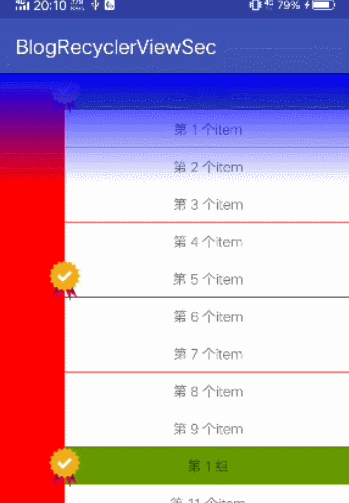 20:10
79%
BlogRecyclerViewSec
第 1 个item
第 2 个item
第 3 个item
第 4 个item
第 5 个item
第 6 个item
第 7 个item
第 8 个item
第 9 个item
第 1 组
第 11 个item